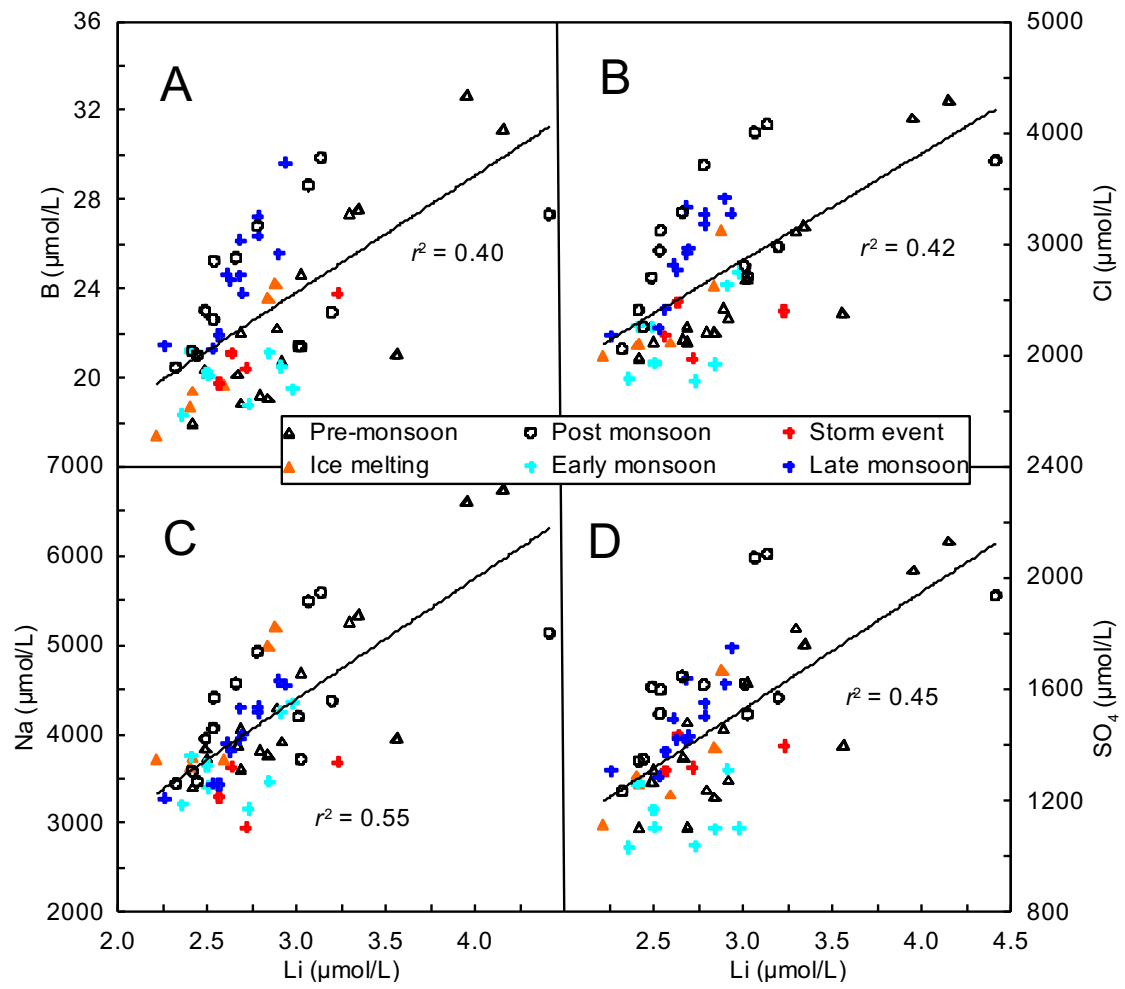 36
5000
A
B
32
4000
28
B (µmol/L)
r² = 0.40
r² = 0.42
3000
Cl (µmol/L)
24
20
2000
Pre-monsoon
Post monsoon
Storm event
Ice melting
Early monsoon
Late monsoon
7000
2400
C
D
6000
2000
5000
Na (µmol/L)
r² = 0.45
1600
SO₄ (µmol/L)
4000
r² = 0.55
3000
1200
2000
800
2.0 2.5 3.0 3.5 4.0 2.5 3.0 3.5 4.0 4.5
Li (µmol/L)
Li (µmol/L)